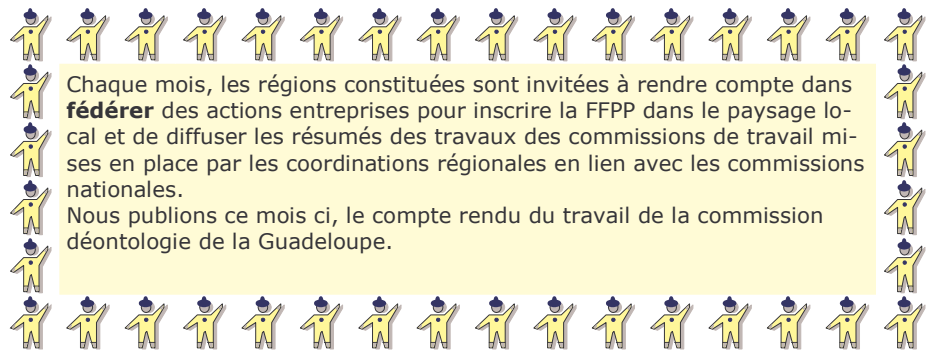 Chaque mois, les régions constituées sont invitées à rendre compte dans
fédérer des actions entreprises pour inscrire la FFPP dans le paysage lo-
cal et de diffuser les résumés des travaux des commissions de travail mi-
ses en place par les coordinations régionales en lien avec les commissions
nationales.
Nous publions ce mois ci, le compte rendu du travail de la commission
déontologie de la Guadeloupe.